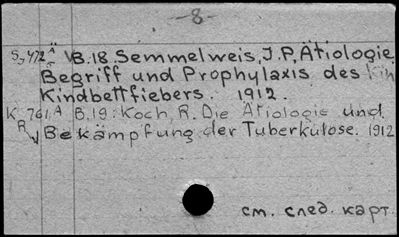 -8-
S-472 Ä B.18. Semmelweis, J.P, Ätiologie,
Begriff und Prophylaxis des
Kindbettfiebers. 1912.
K-761 A B.19. Koch, R. Die Ätiologie und
R Bekämpfung der Tuberkulose. 1912
см. след. карт.